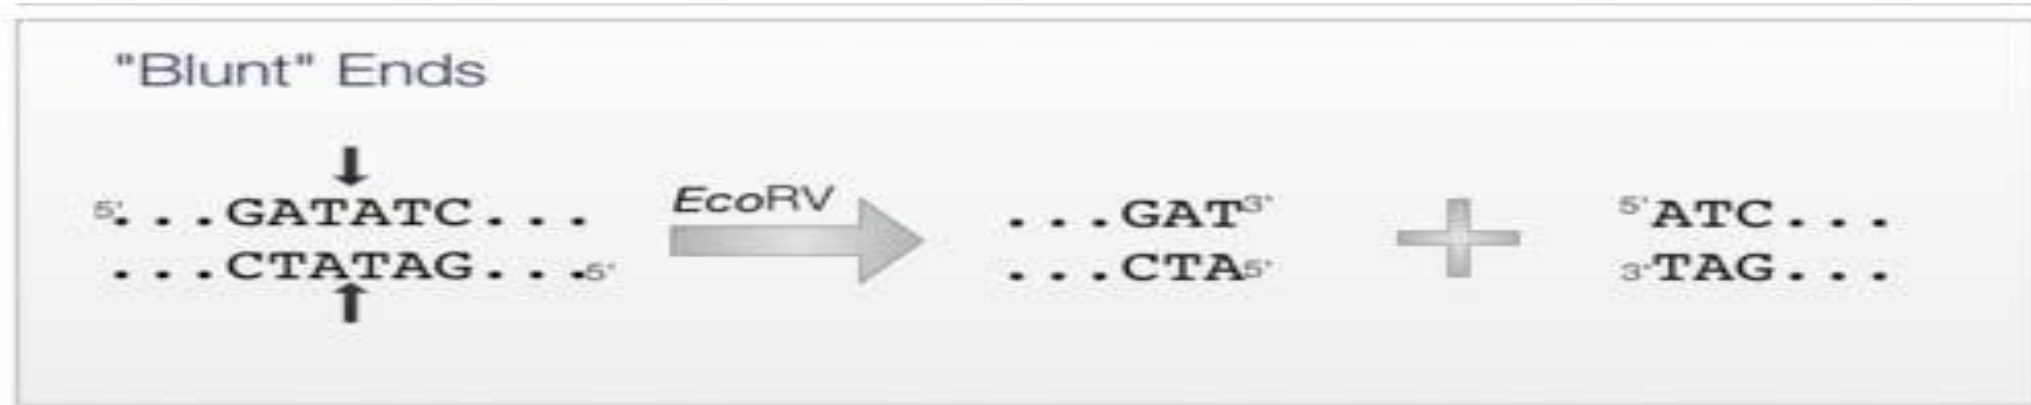 "Blunt" Ends
EcoRV
5'...GATATC... ...GAT3' 5'ATC...
...CTATAG...5' ...CTA5' 3'TAG...